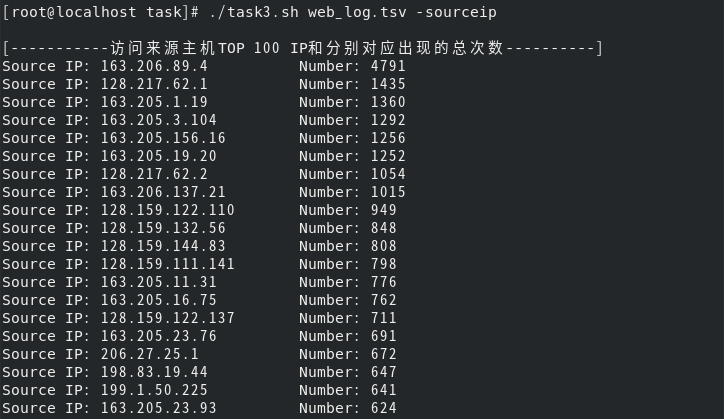 [root@localhost task]# ./task3.sh web_log.tsv -sourceip
[-----------访问来源主机TOP 100 IP和分别对应出现的总次数----------]
Source IP: 163.206.89.4 Number: 4791
Source IP: 128.217.62.1 Number: 1435
Source IP: 163.205.1.19 Number: 1360
Source IP: 163.205.3.104 Number: 1292
Source IP: 163.205.156.16 Number: 1256
Source IP: 163.205.19.20 Number: 1252
Source IP: 128.217.62.2 Number: 1054
Source IP: 163.206.137.21 Number: 1015
Source IP: 128.159.122.110 Number: 949
Source IP: 128.159.132.56 Number: 848
Source IP: 128.159.144.83 Number: 808
Source IP: 128.159.111.141 Number: 798
Source IP: 163.205.11.31 Number: 776
Source IP: 163.205.16.75 Number: 762
Source IP: 128.159.122.137 Number: 711
Source IP: 163.205.23.76 Number: 691
Source IP: 206.27.25.1 Number: 672
Source IP: 198.83.19.44 Number: 647
Source IP: 199.1.50.225 Number: 641
Source IP: 163.205.23.93 Number: 624